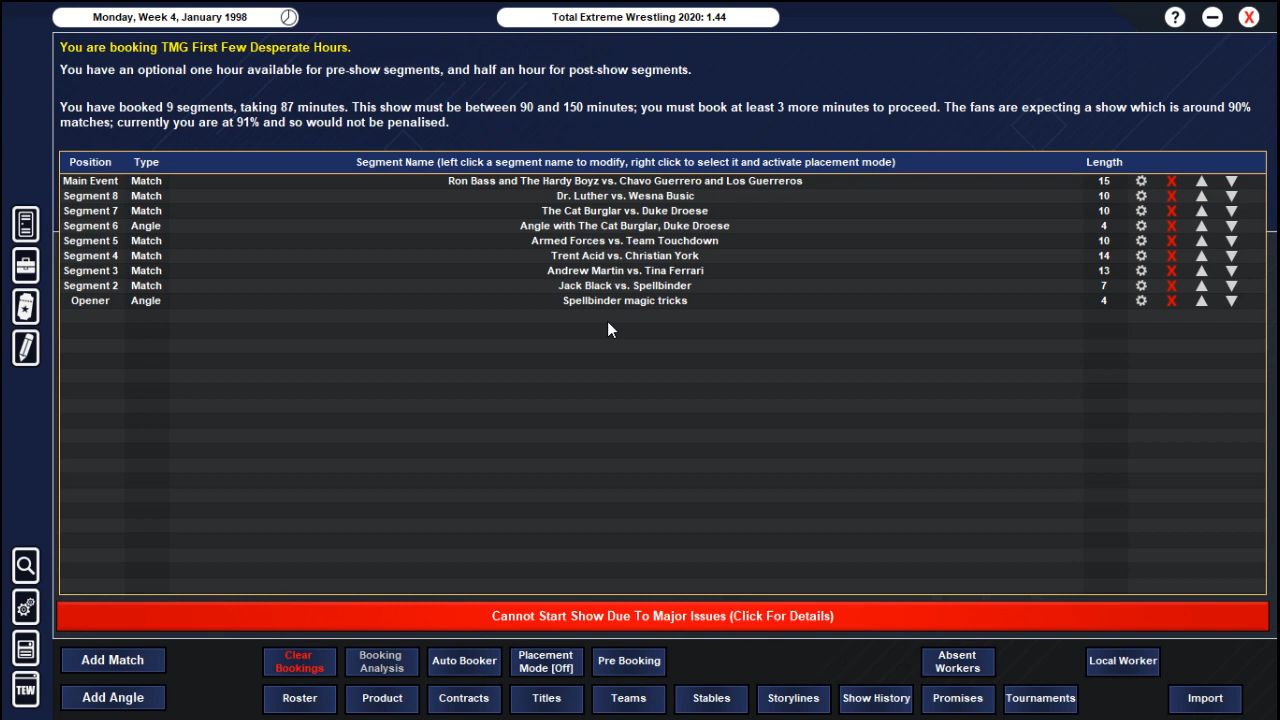 Monday, Week 4, January 1998
Total Extreme Wrestling 2020: 1.44
? X
You are booking TMG First Few Desperate Hours.
You have an optional one hour available for pre-show segments, and half an hour for post-show segments.
You have booked 9 segments, taking 87 minutes. This show must be between 90 and 150 minutes; you must book at least 3 more minutes to proceed. The fans are expecting a show which is around 90%
matches; currently you are at 91% and so would not be penalised.
Position Type Segment Name (left click a segment name to modify, right click to select it and activate placement mode) Length
Main Event Match Ron Bass and The Hardy Boyz vs. Chavo Guerrero and Los Guerreros 15 X
Segment 8 Match Dr. Luther vs. Wesna Busic 10 X
Segment 7 Match The Cat Burglar vs. Duke Droese 10 X
Segment 6 Angle Angle with The Cat Burglar, Duke Droese 4 X
Segment 5 Match Armed Forces vs. Team Touchdown 10 X
Segment 4 Match Trent Acid vs. Christian York 14 X
Segment 3 Match Andrew Martin vs. Tina Ferrari 13 X
Segment 2 Match Jack Black vs. Spellbinder 7 X
Opener Angle Spellbinder magic tricks 4 X
Cannot Start Show Due To Major Issues (Click For Details)
Add Match
Clear
Bookings
Booking
Analysis
Auto Booker
Placement
Mode [Off]
Pre Booking
Absent
Workers
Local Worker
TEW
Add Angle
Roster
Product
Contracts
Titles
Teams
Stables
Storylines
Show History
Promises
Tournaments
Import